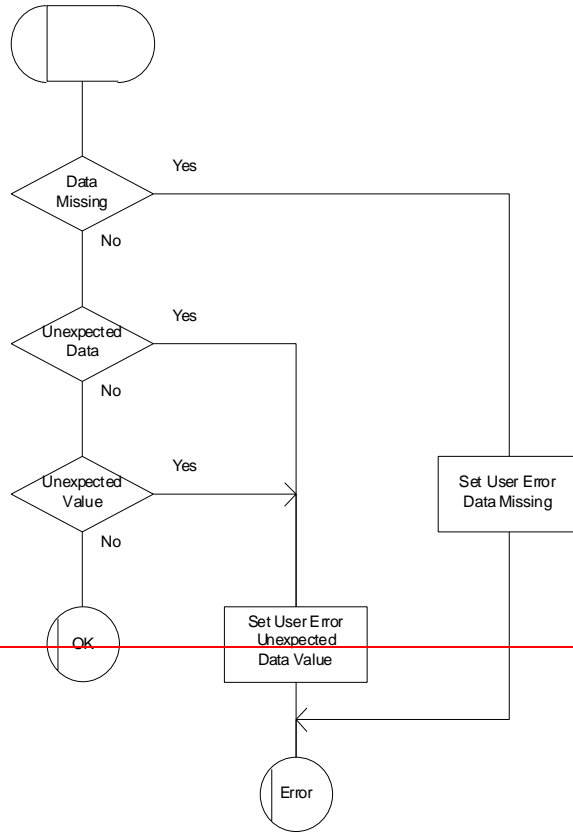 Yes
Data
Missing
No
Yes
Unexpected
Data
No
Yes
Unexpected
Value
No
Set User Error
Data Missing
OK
Set User Error
Unexpected
Data Value
Error